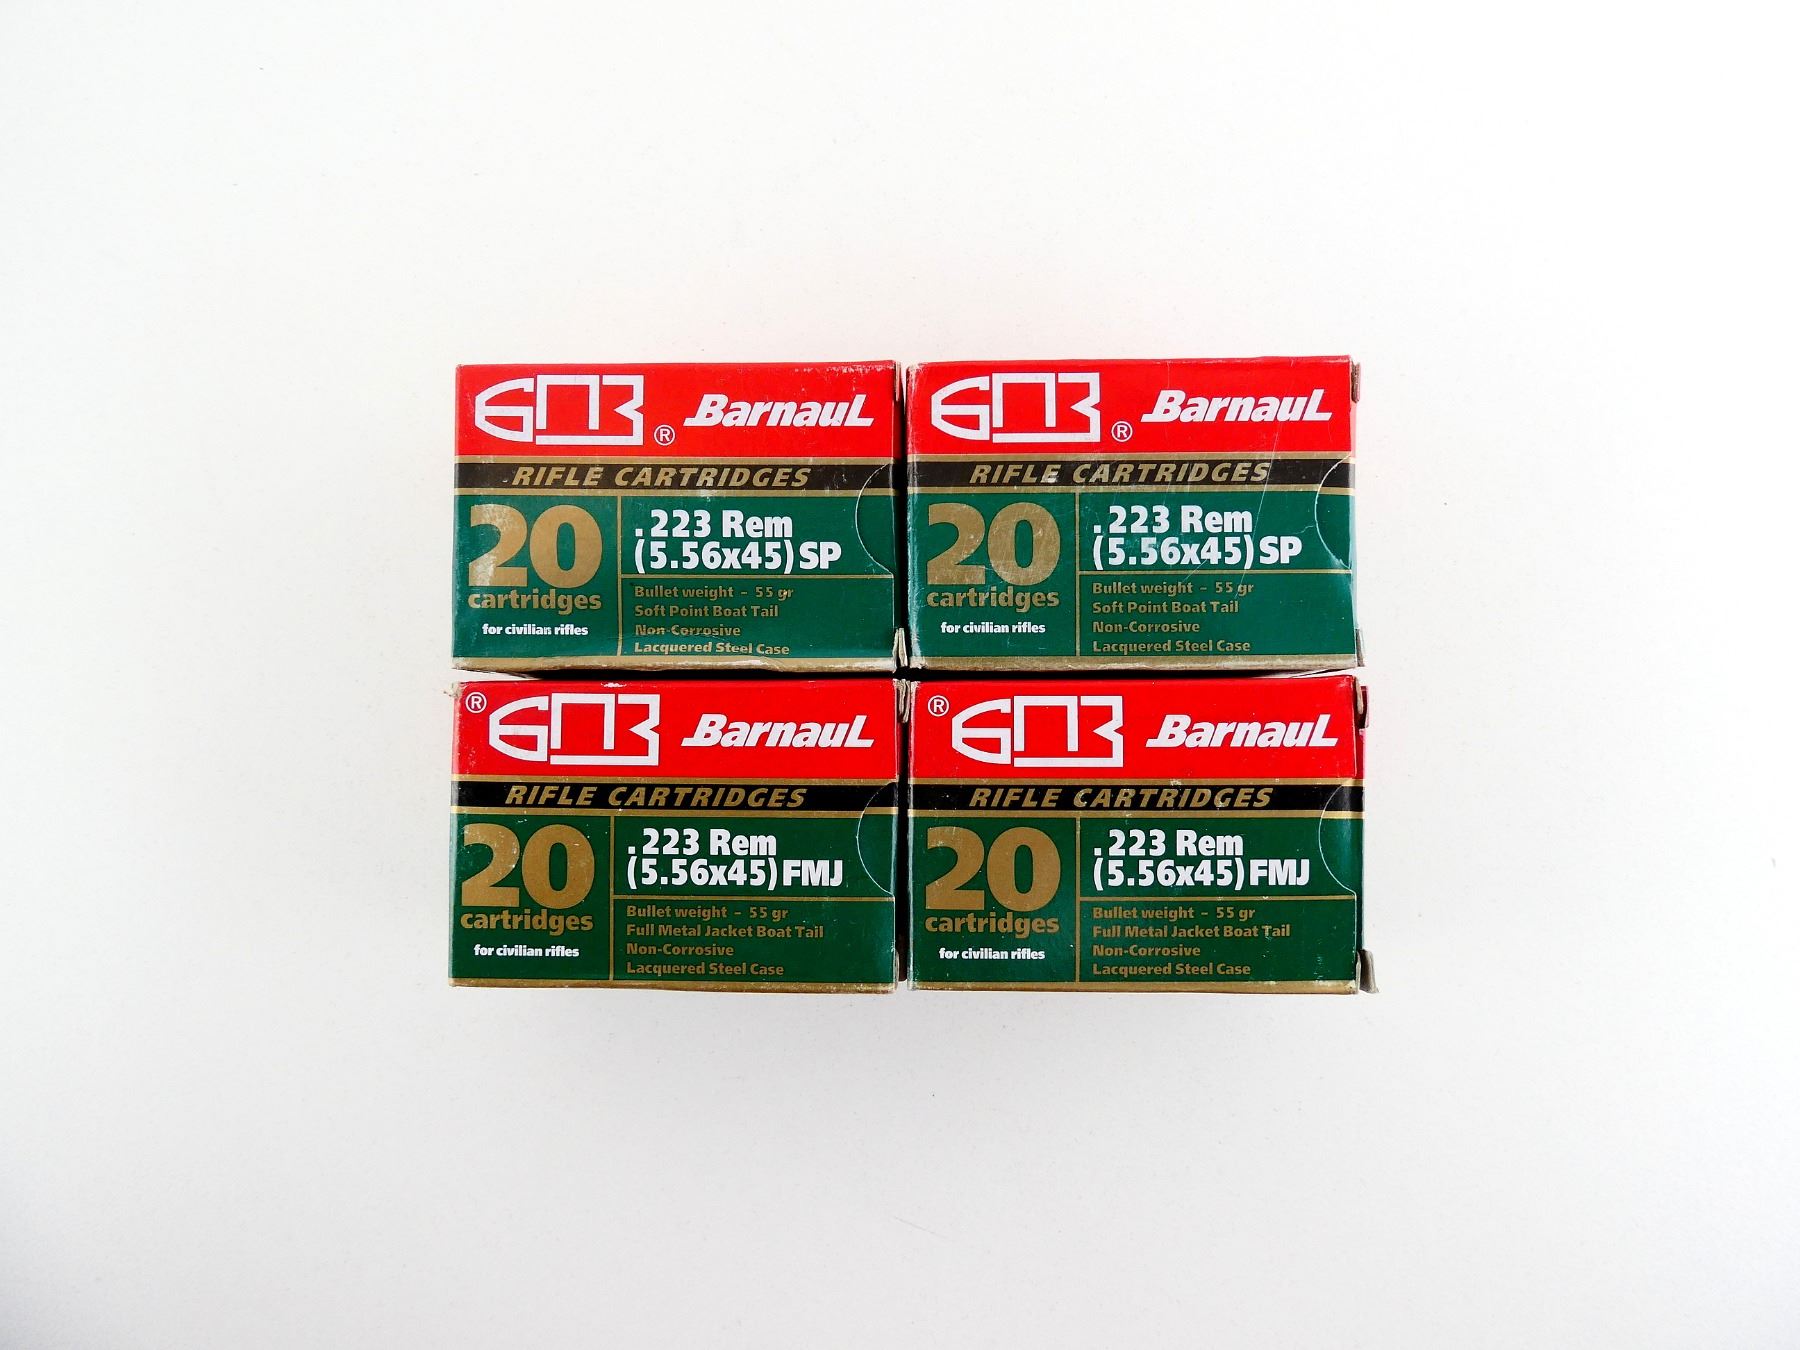 БПЗ ® Barnaul
RIFLE CARTRIDGES
20
cartridges
for civilian rifles
.223 Rem
(5.56x45) SP
Bullet weight - 55 gr
Soft Point Boat Tail
Non-Corrosive
Lacquered Steel Case
БПЗ ® Barnaul
RIFLE CARTRIDGES
20
cartridges
for civilian rifles
.223 Rem
(5.56x45) SP
Bullet weight - 55 gr
Soft Point Boat Tail
Non-Corrosive
Lacquered Steel Case
® БПЗ Barnaul
RIFLE CARTRIDGES
20
cartridges
for civilian rifles
.223 Rem
(5.56x45) FMJ
Bullet weight - 55 gr
Full Metal Jacket Boat Tail
Non-Corrosive
Lacquered Steel Case
® БПЗ Barnaul
RIFLE CARTRIDGES
20
cartridges
for civilian rifles
.223 Rem
(5.56x45) FMJ
Bullet weight - 55 gr
Full Metal Jacket Boat Tail
Non-Corrosive
Lacquered Steel Case